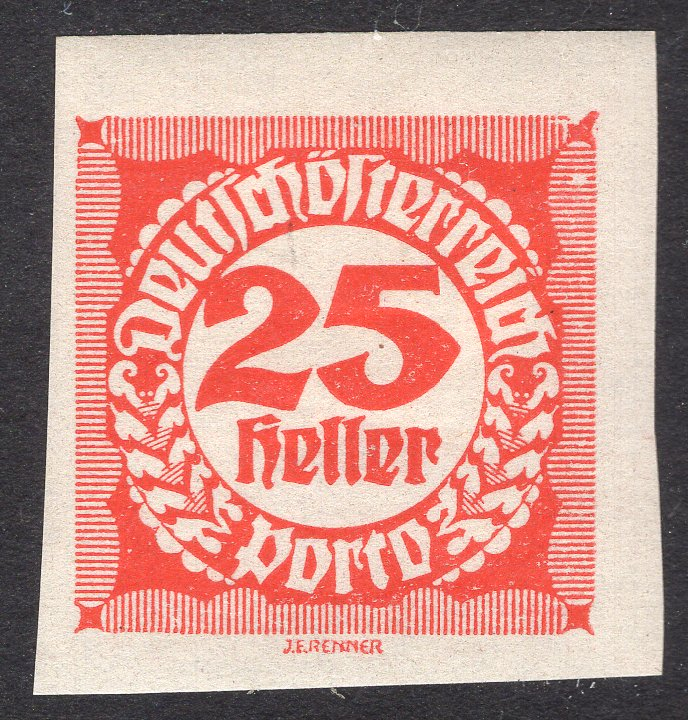 Deutschösterreich
25
Heller
Porto
J.F.RENNER